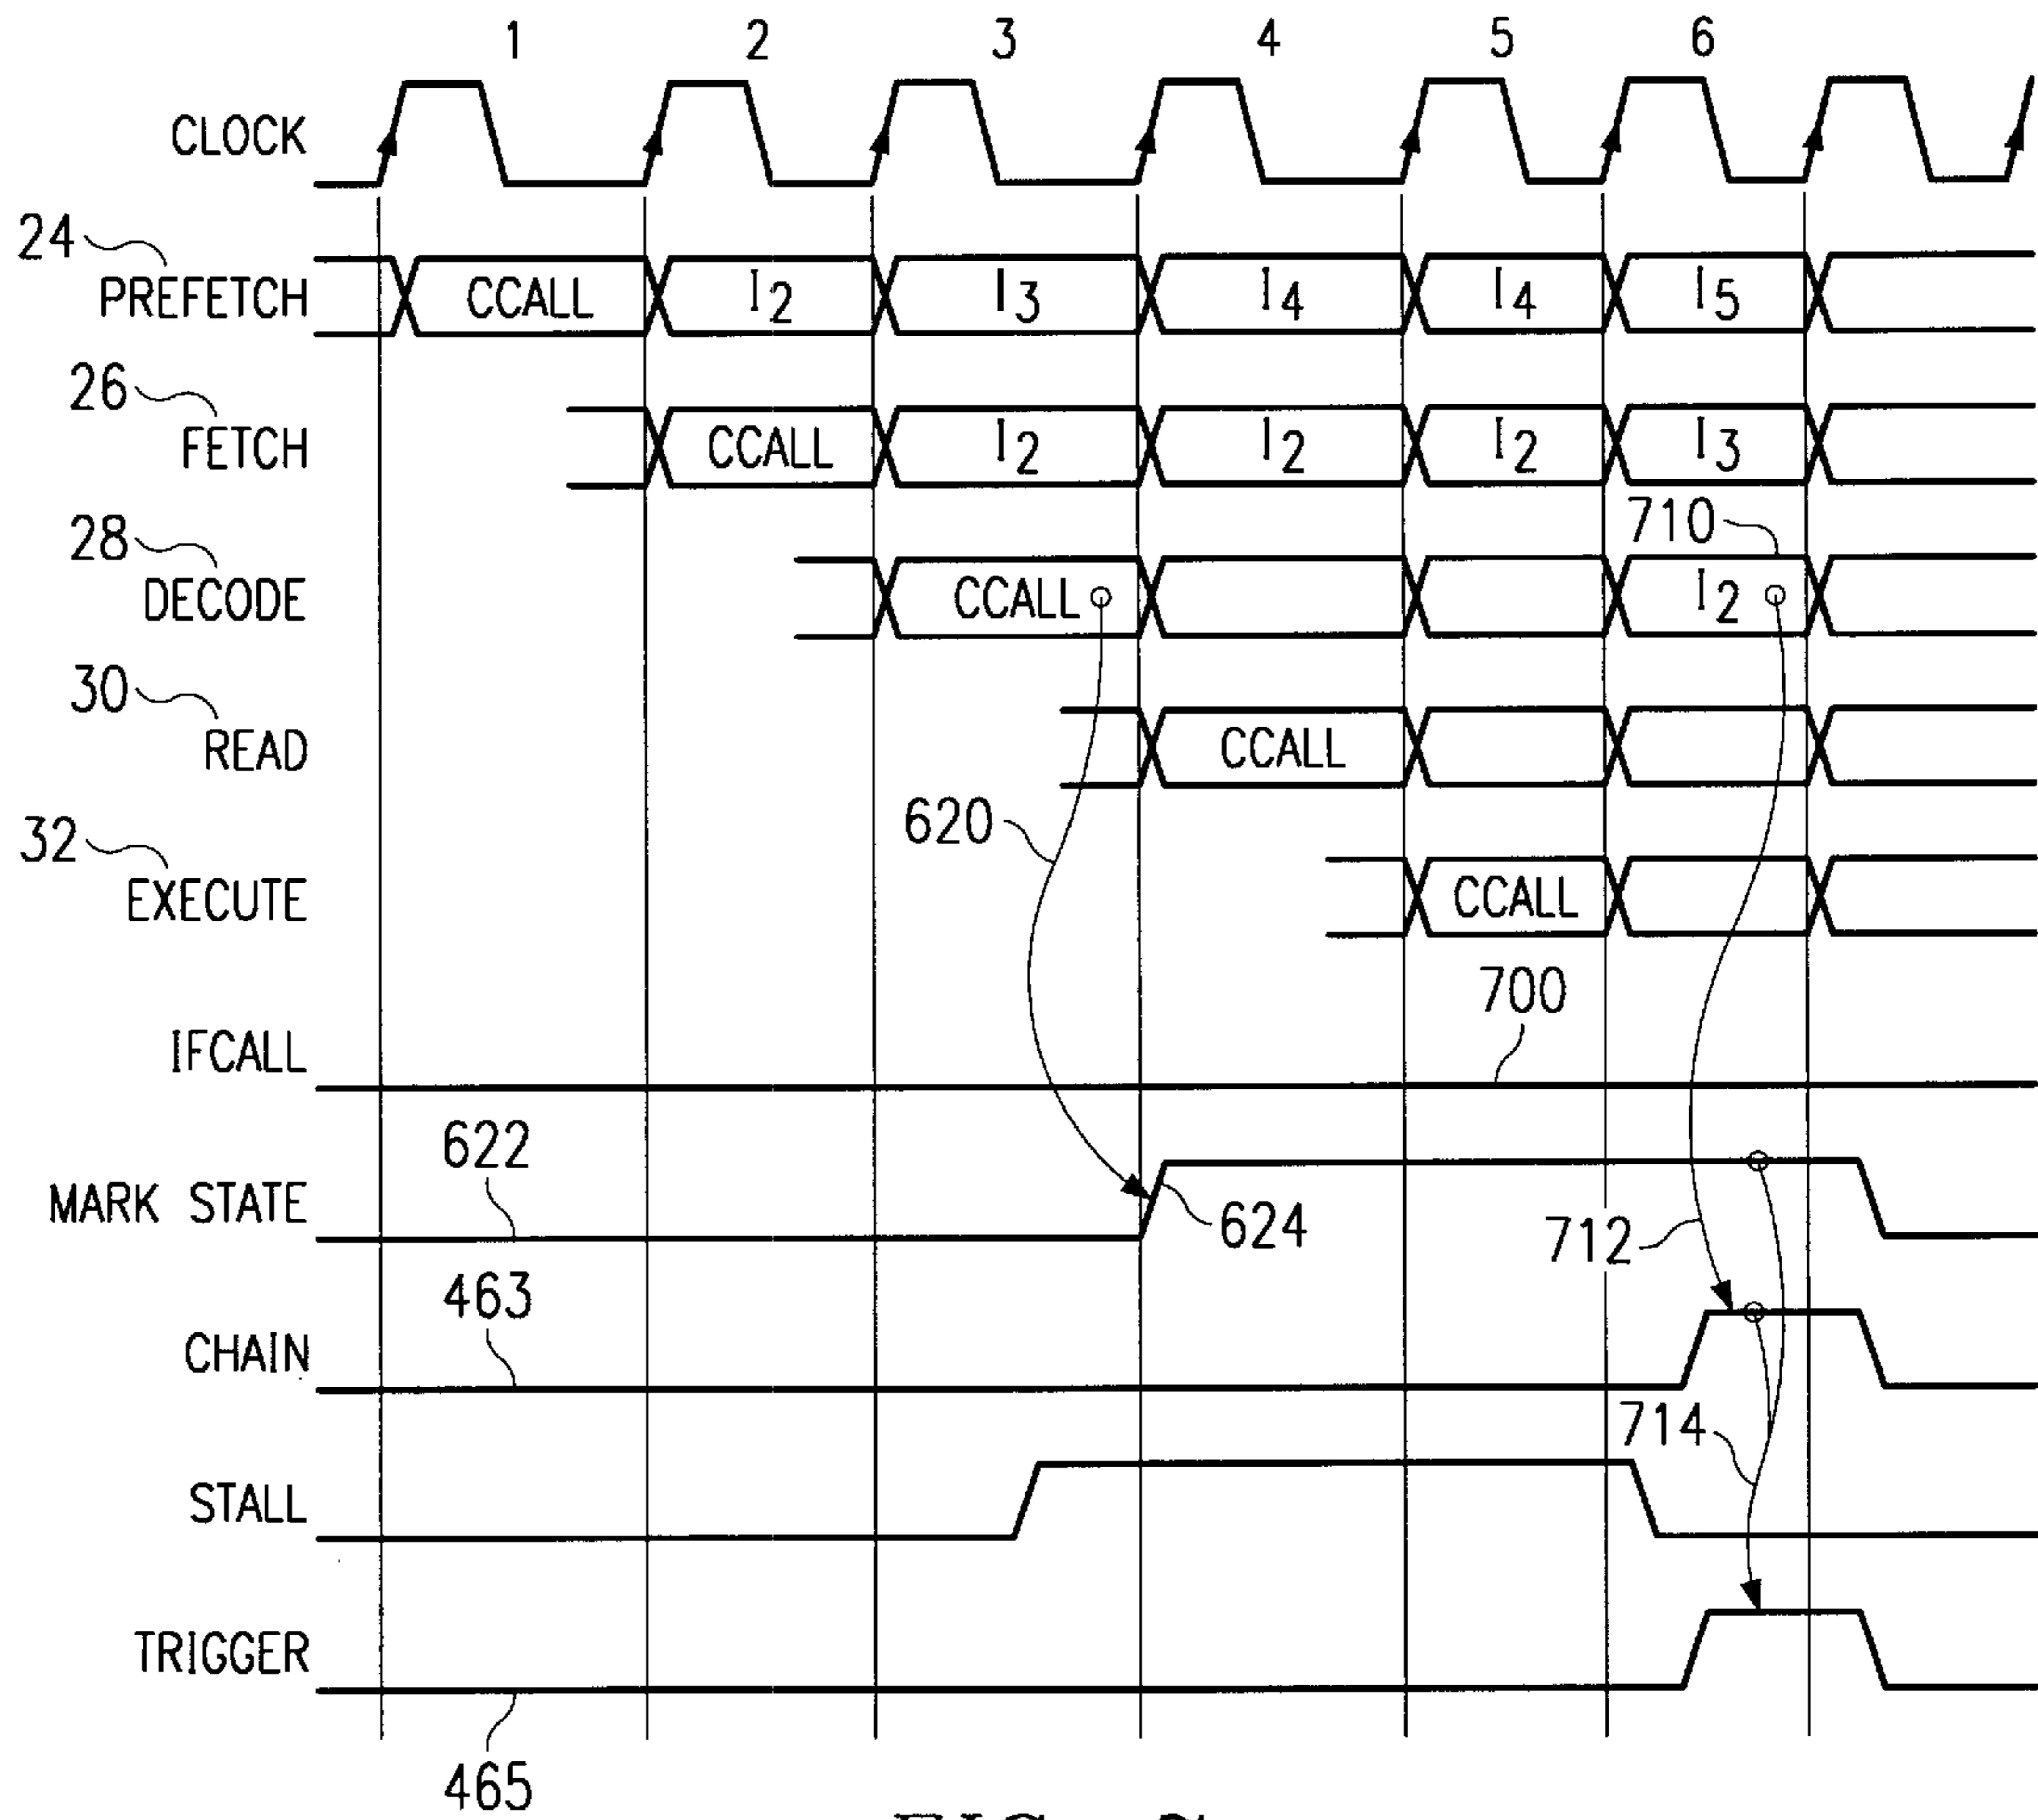 1 2 3 4 5 6
CLOCK
24
PREFETCH CCALL I2 I3 I4 I4 I5
26
FETCH CCALL I2 I2 I2 I3
710
28
DECODE CCALL I2
30
READ CCALL
620
32
EXECUTE CCALL
700
IFCALL
622
MARK STATE 624 712
463
CHAIN
714
STALL
TRIGGER
465